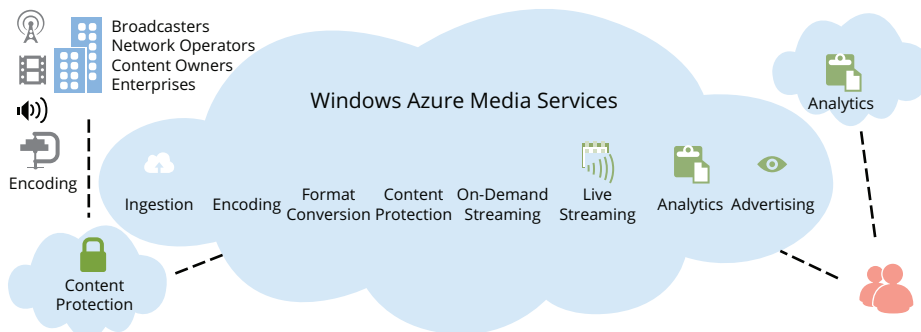 Broadcasters
Network Operators
Content Owners
Enterprises
Encoding
Content
Protection
Windows Azure Media Services
Ingestion
Encoding
Format
Conversion
Content
Protection
On-Demand
Streaming
Live
Streaming
Analytics
Advertising
Analytics